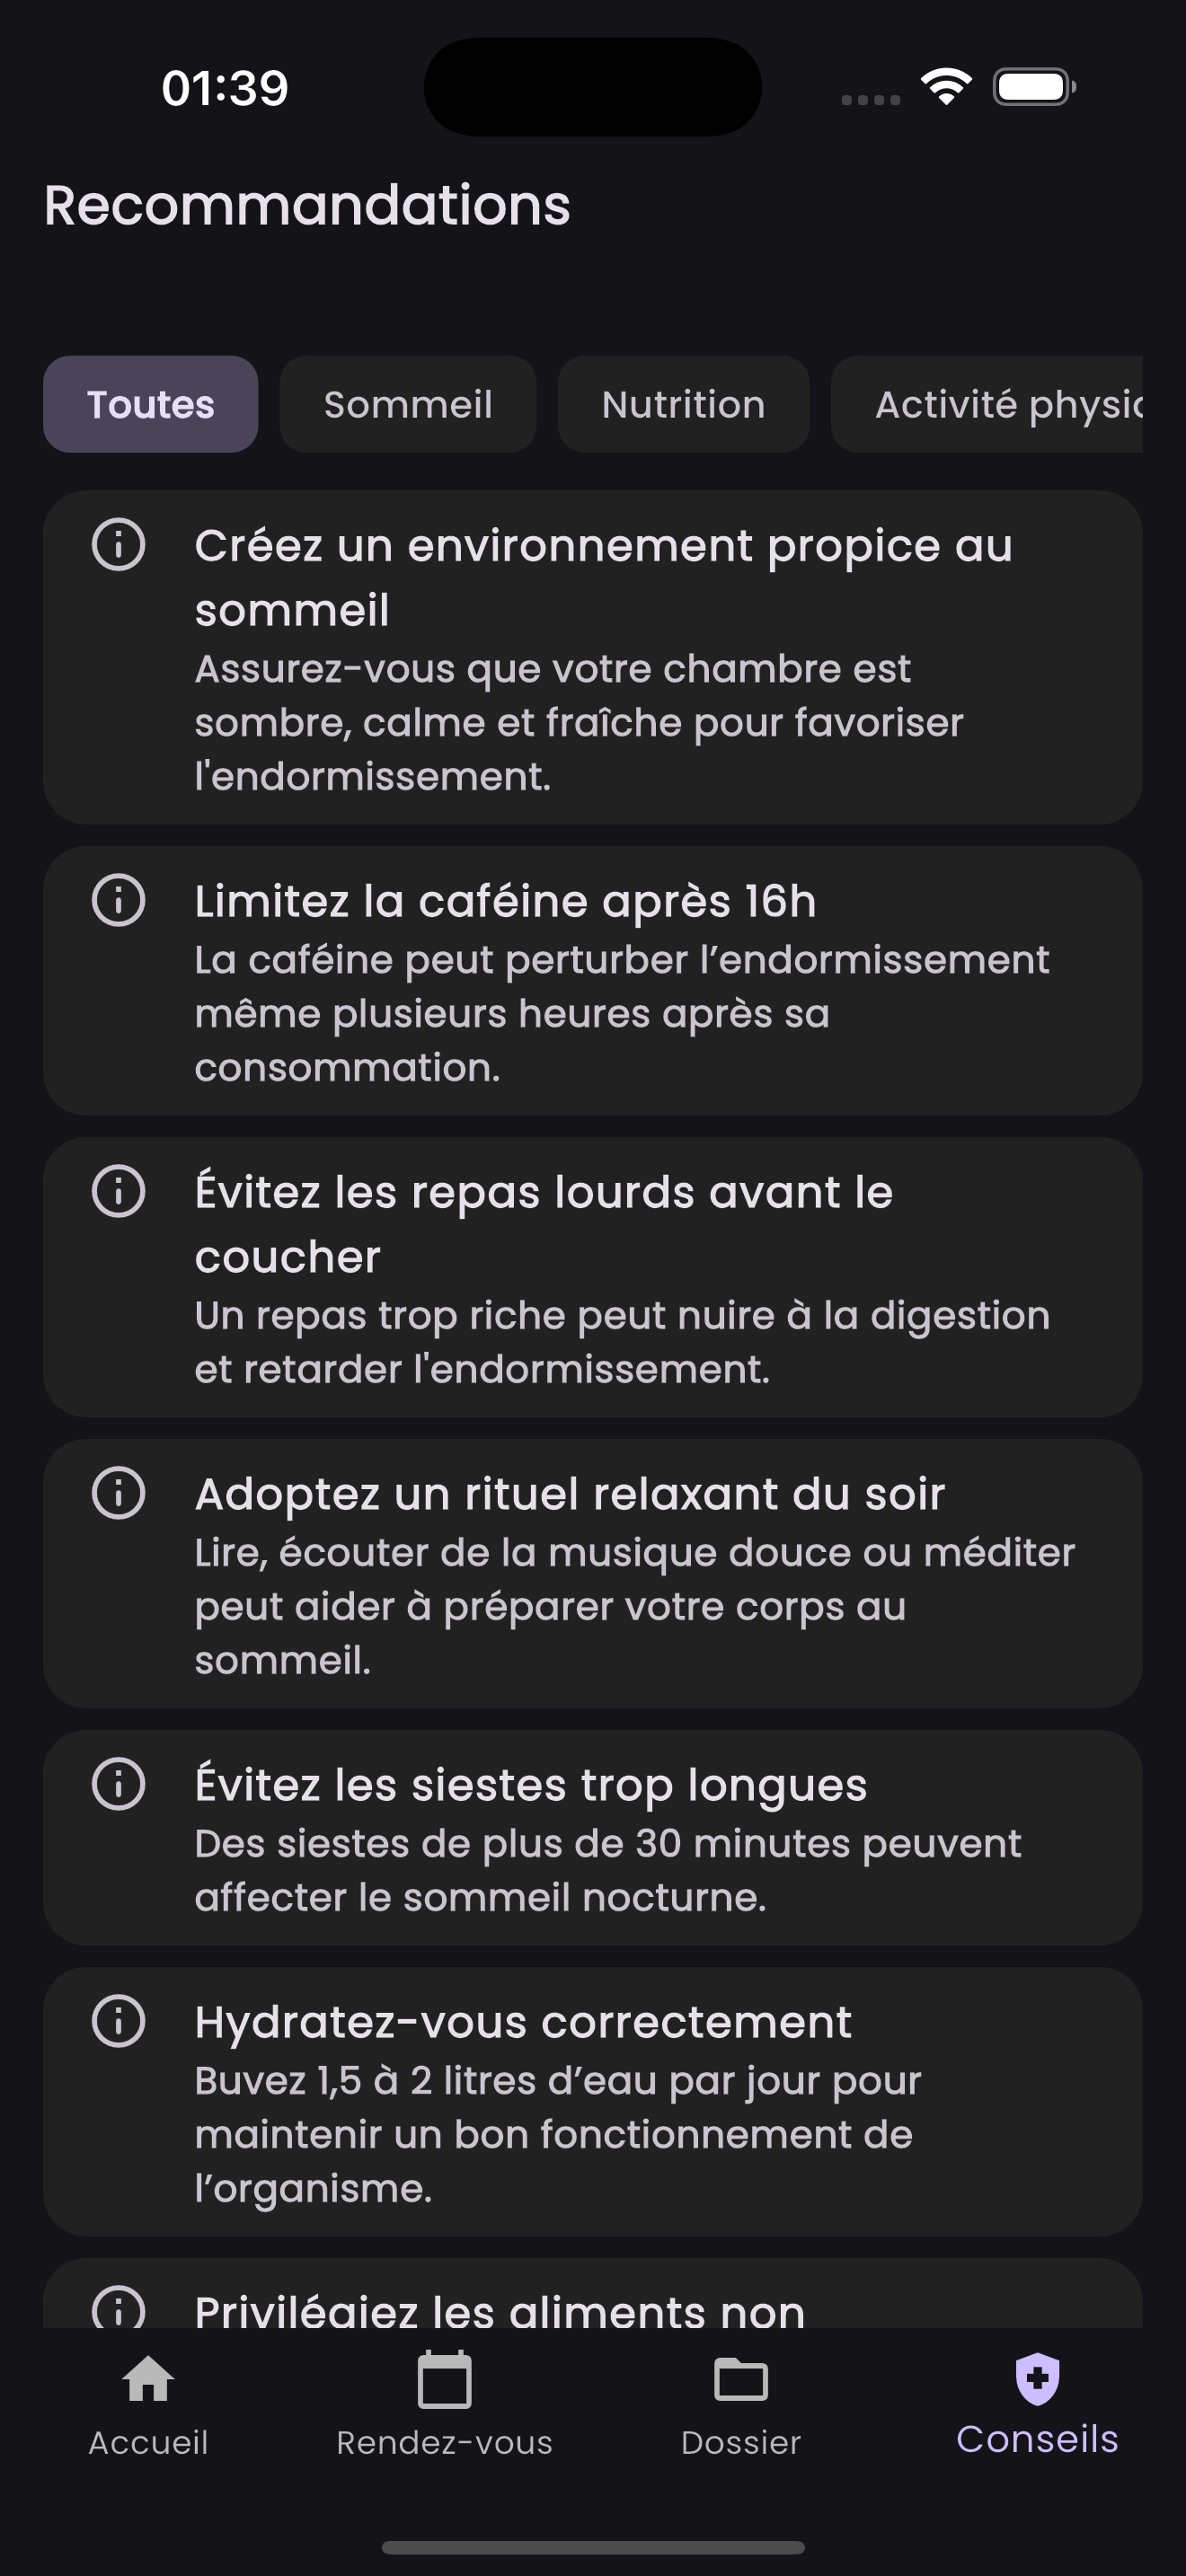 01:39
Recommandations
Toutes
Sommeil
Nutrition
Activité physi
Créez un environnement propice au
sommeil
Assurez-vous que votre chambre est
sombre, calme et fraîche pour favoriser
l'endormissement.
Limitez la caféine après 16h
La caféine peut perturber l’endormissement
même plusieurs heures après sa
consommation.
Évitez les repas lourds avant le
coucher
Un repas trop riche peut nuire à la digestion
et retarder l'endormissement.
Adoptez un rituel relaxant du soir
Lire, écouter de la musique douce ou méditer
peut aider à préparer votre corps au
sommeil.
Évitez les siestes trop longues
Des siestes de plus de 30 minutes peuvent
affecter le sommeil nocturne.
Hydratez-vous correctement
Buvez 1,5 à 2 litres d’eau par jour pour
maintenir un bon fonctionnement de
l’organisme.
Privilégiez les aliments non
Accueil
Rendez-vous
Dossier
Conseils